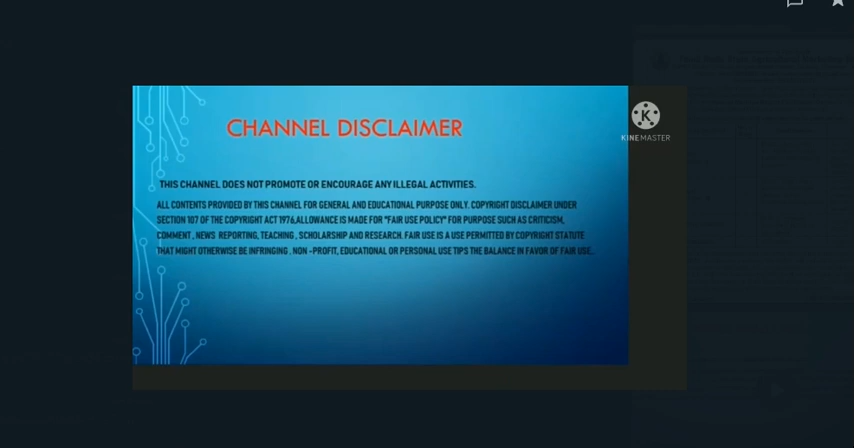 CHANNEL DISCLAIMER
KINEMASTER
THIS CHANNEL DOES NOT PROMOTE OR ENCOURAGE ANY ILLEGAL ACTIVITIES.
ALL CONTENTS PROVIDED BY THIS CHANNEL FOR GENERAL AND EDUCATIONAL PURPOSE ONLY. COPYRIGHT DISCLAIMER UNDER
SECTION 107 OF THE COPYRIGHT ACT 1976,ALLOWANCE IS MADE FOR "FAIR USE POLICY" FOR PURPOSE SUCH AS CRITICISM,
COMMENT , NEWS REPORTING, TEACHING , SCHOLARSHIP AND RESEARCH. FAIR USE IS A USE PERMITTED BY COPYRIGHT STATUTE
THAT MIGHT OTHERWISE BE INFRINGING . NON -PROFIT, EDUCATIONAL OR PERSONAL USE TIPS THE BALANCE IN FAVOR OF FAIR USE.